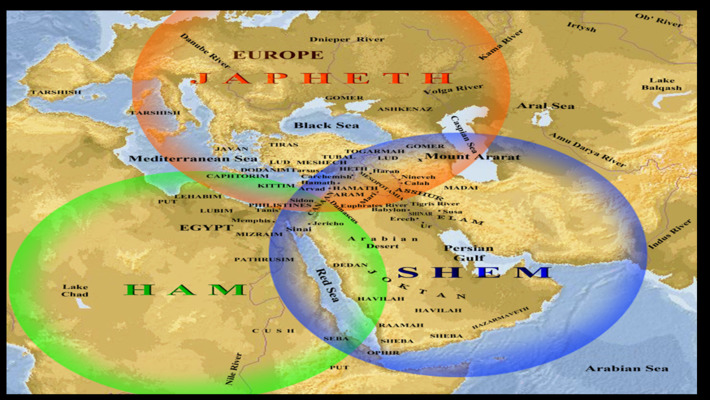 Ob' River
Irtysh
Dnieper River
Danube River
EUROPE
Kama River
JAPHETH
Volga River
Lake
Balqash
TARSHISH
GOMER
Aral Sea
TARSHISH
ASHKENAZ
Black Sea
Caspian Sea
Amu Darya River
JAVAN
TIRAS
TOGARMAH
GOMER
Mediterranean Sea
LUD
MESHECH
TUBAL
LUD
Mount Ararat
DODANIM
Tarsus
HETH
Haran
CAPHTORIM
Carchemish
MESOPOTAMIA
Nineveh
KITTIM
Hamath
HAMATH
Calah
MADAI
Arvad
ARAM
Mari
ASSHUR
LEHABIM
Sidon
PUT
PHILISTINES
Damascus
Euphrates River
Tigris River
LUBIM
Tanis
Babylon
SHINAR
Susa
Memphis
Jericho
Erech
ELAM
EGYPT
Sinai
Ur
MIZRAIM
Arabian
Desert
Persian
Gulf
Indus River
PATHRUSIM
DEDAN
SHEM
Lake
Chad
HAM
Red Sea
JOKTAN
HAVILAH
HAVILAH
HAZARMAVETH
RAAMAH
CUSH
SEBA
SHEBA
SHEBA
OPHIR
Nile River
PUT
Arabian Sea